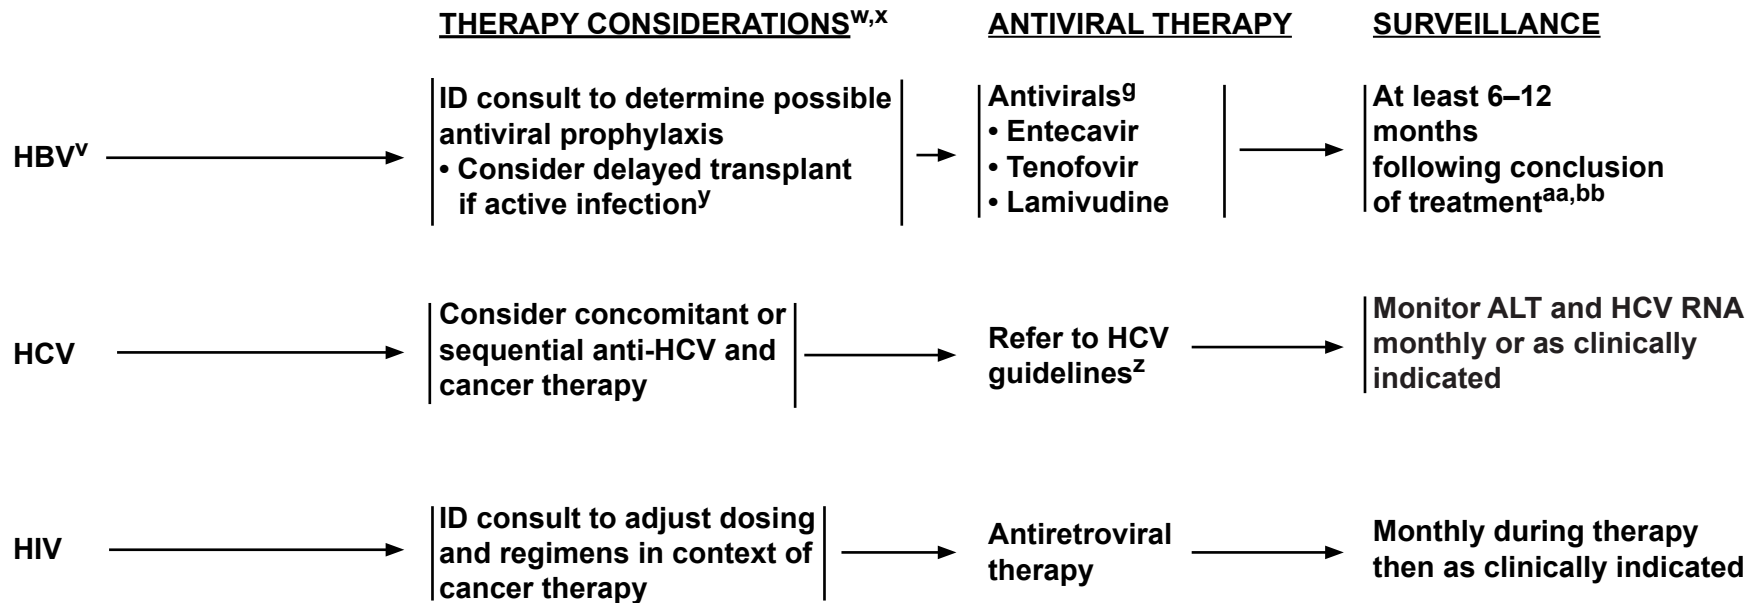 THERAPY CONSIDERATIONSw,x
ANTIVIRAL THERAPY
SURVEILLANCE
HBVv
ID consult to determine possible
antiviral prophylaxis
• Consider delayed transplant
if active infectiony
Antiviralsg
• Entecavir
• Tenofovir
• Lamivudine
At least 6–12
months
following conclusion
of treatmentaa,bb
HCV
Consider concomitant or
sequential anti-HCV and
cancer therapy
Refer to HCV
guidelinesz
Monitor ALT and HCV RNA
monthly or as clinically
indicated
HIV
ID consult to adjust dosing
and regimens in context of
cancer therapy
Antiretroviral
therapy
Monthly during therapy
then as clinically indicated